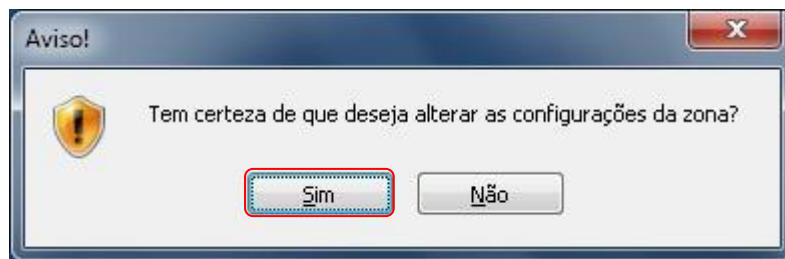 Aviso!
Tem certeza de que deseja alterar as configurações da zona?
Sim
Não